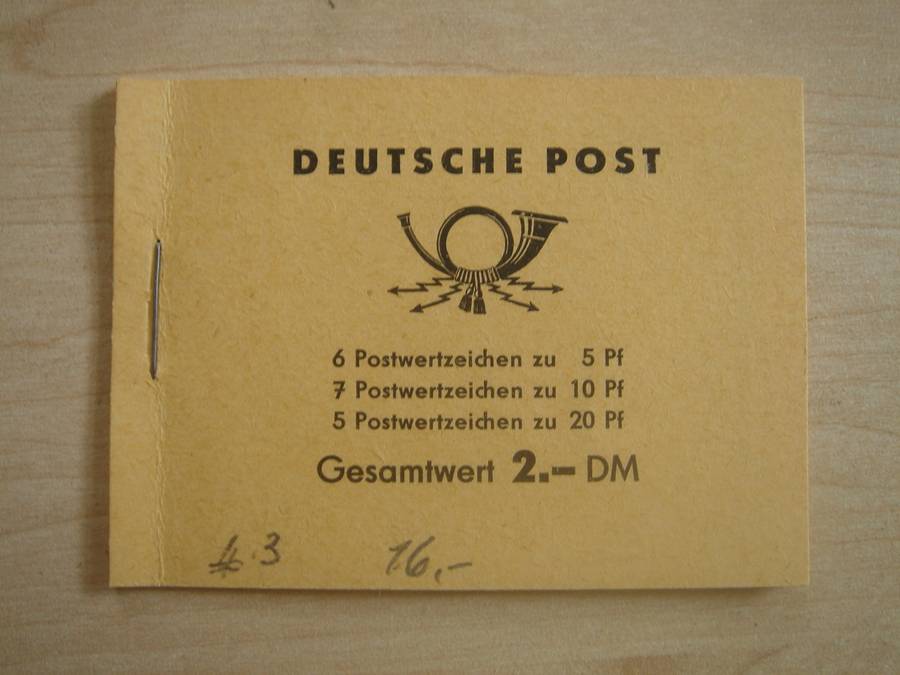 DEUTSCHE POST
6 Postwertzeichen zu 5 Pf
7 Postwertzeichen zu 10 Pf
5 Postwertzeichen zu 20 Pf
Gesamtwert 2.– DM
3 16,-